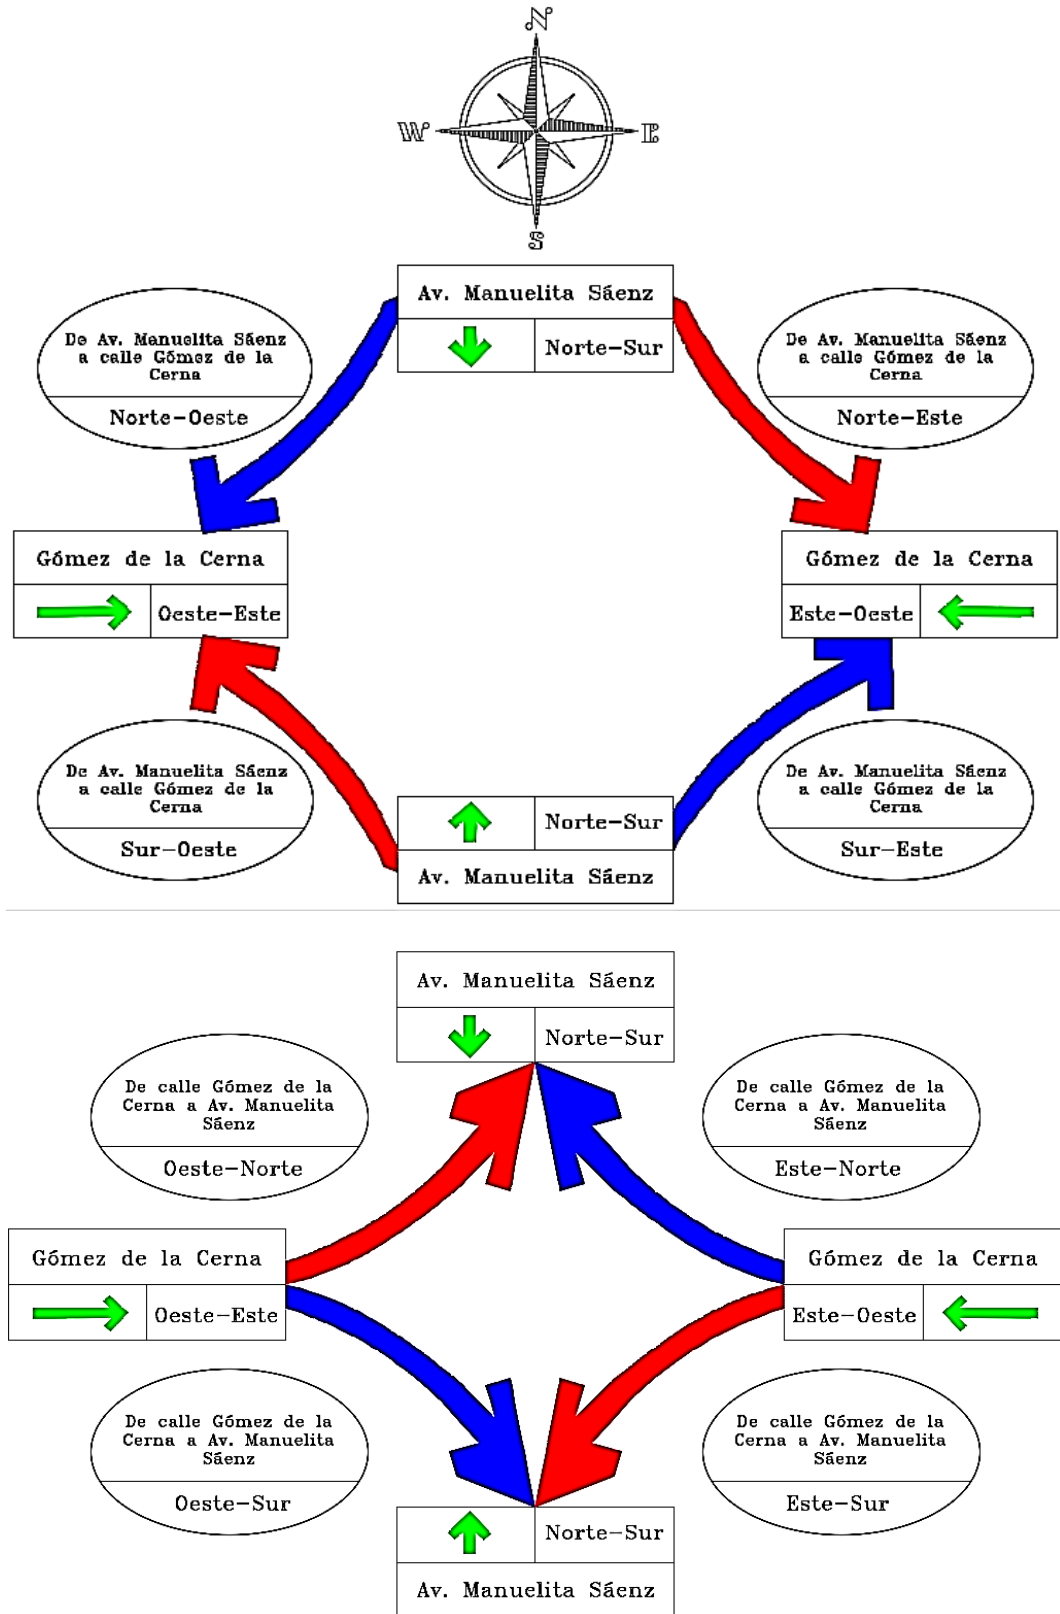 N
W
E
S
Av. Manuelita Sáenz
Norte-Sur
De Av. Manuelita Sáenz
a calle Gómez de la
Cerna
Norte-Oeste
De Av. Manuelita Sáenz
a calle Gómez de la
Cerna
Norte-Este
Gómez de la Cerna
Oeste-Este
Gómez de la Cerna
Este-Oeste
De Av. Manuelita Sáenz
a calle Gómez de la
Cerna
Sur-Oeste
Norte-Sur
Av. Manuelita Sáenz
De Av. Manuelita Sáenz
a calle Gómez de la
Cerna
Sur-Este
Av. Manuelita Sáenz
Norte-Sur
De calle Gómez de la
Cerna a Av. Manuelita
Sáenz
Oeste-Norte
De calle Gómez de la
Cerna a Av. Manuelita
Sáenz
Este-Norte
Gómez de la Cerna
Oeste-Este
Gómez de la Cerna
Este-Oeste
De calle Gómez de la
Cerna a Av. Manuelita
Sáenz
Oeste-Sur
De calle Gómez de la
Cerna a Av. Manuelita
Sáenz
Este-Sur
Norte-Sur
Av. Manuelita Sáenz